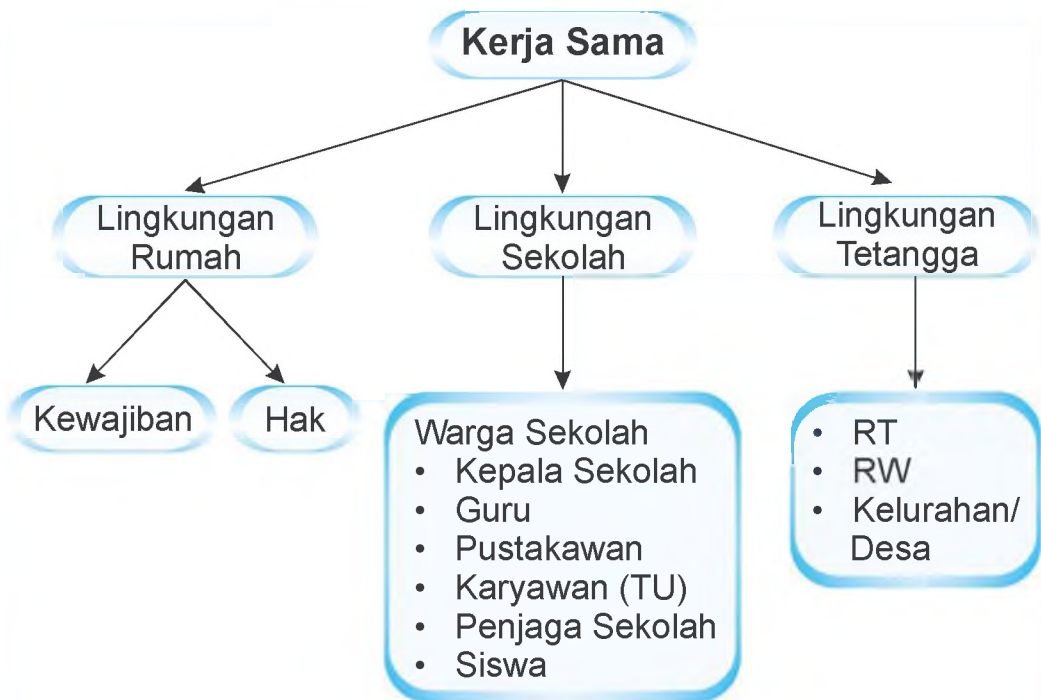 Kerja Sama
Lingkungan
Rumah
Lingkungan
Sekolah
Lingkungan
Tetangga
Kewajiban
Hak
Warga Sekolah
• Kepala Sekolah
• Guru
• Pustakawan
• Karyawan (TU)
• Penjaga Sekolah
• Siswa
• RT
• RW
• Kelurahan/
Desa